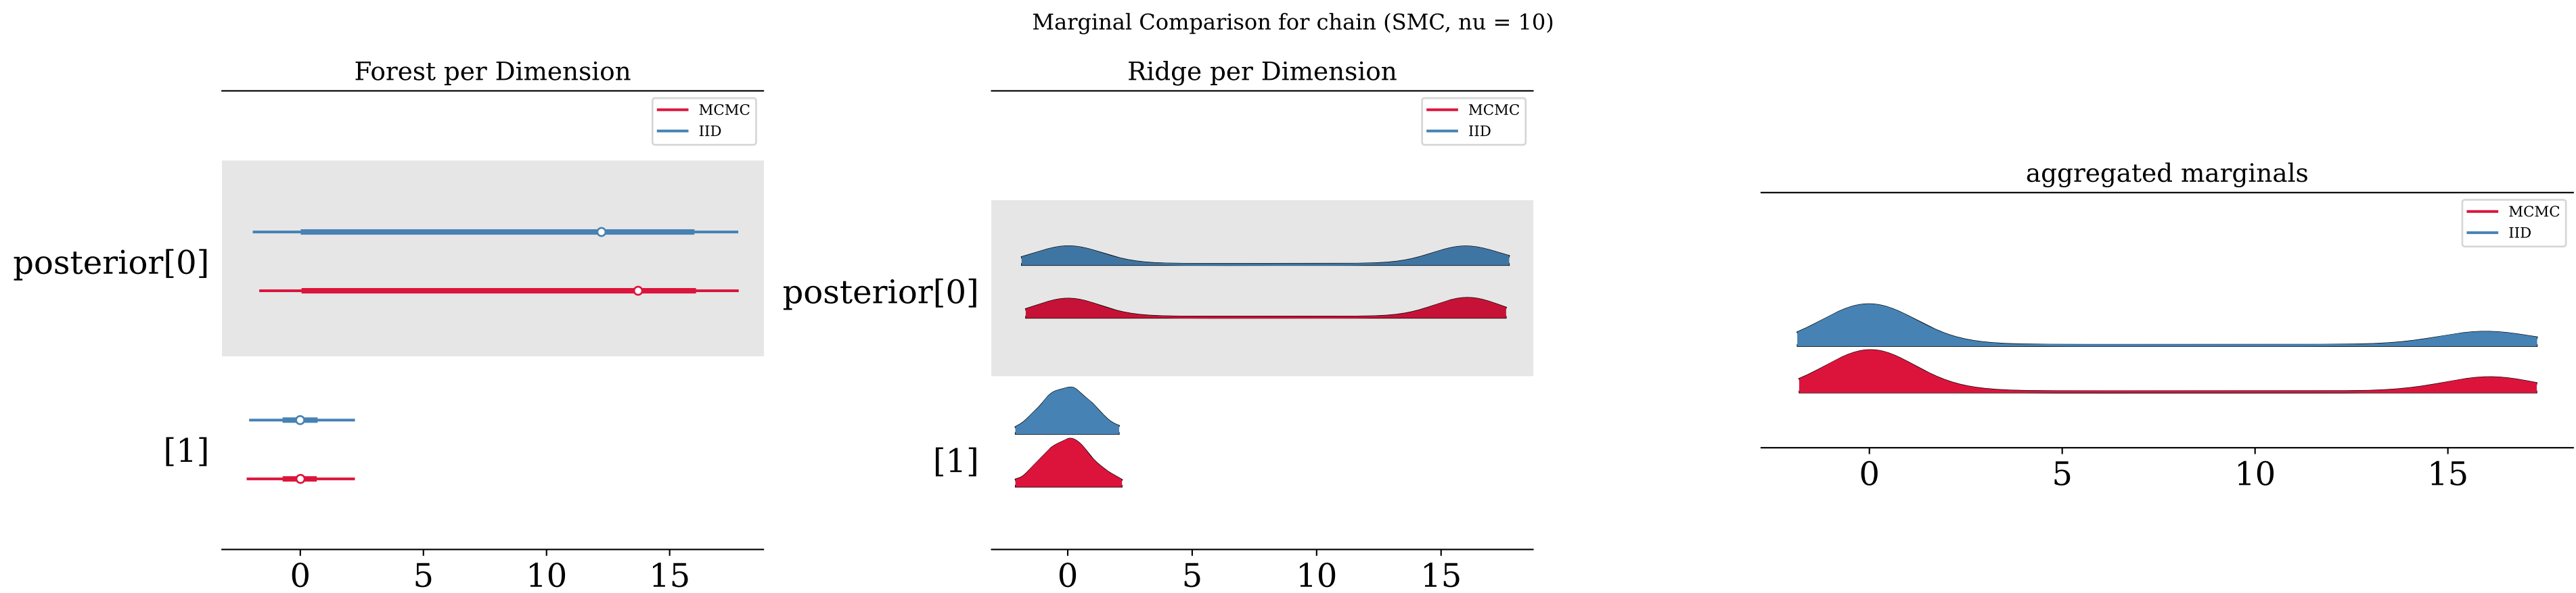 Marginal Comparison for chain (SMC, nu = 10)
Forest per Dimension
MCMC
IID
posterior[0]
[1]
0 5 10 15
Ridge per Dimension
MCMC
IID
posterior[0]
[1]
0 5 10 15
aggregated marginals
MCMC
IID
0 5 10 15